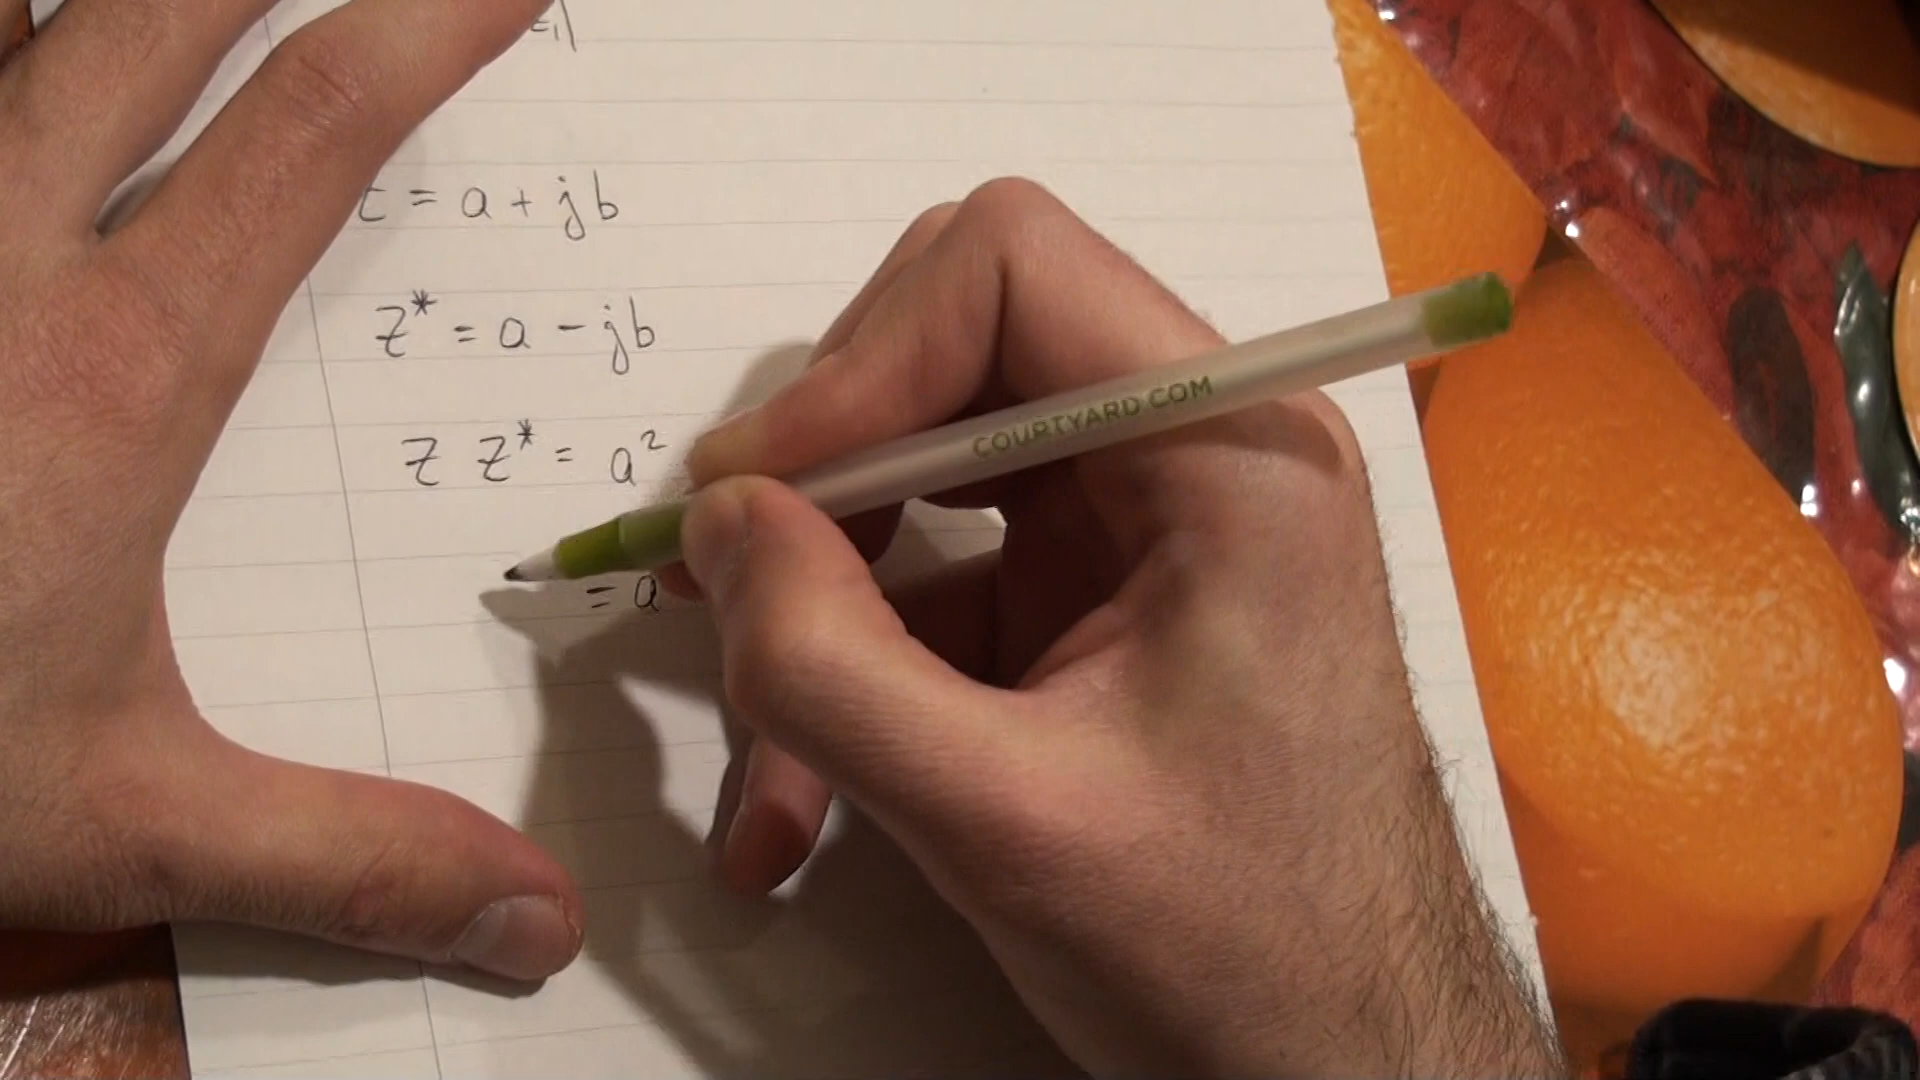 = a + jb
z* = a - jb
z z* = a²
= a
COURTYARD.COM